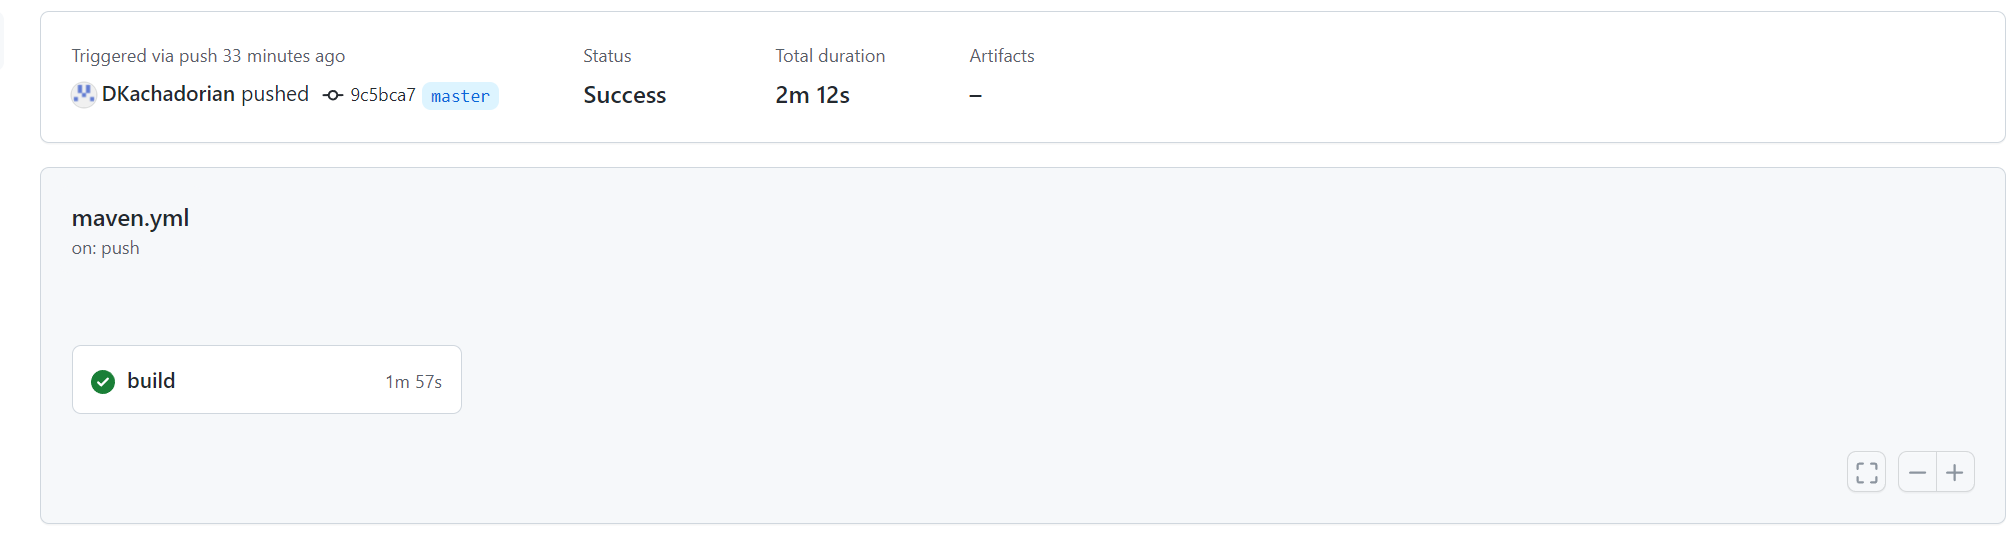 Triggered via push 33 minutes ago
DKachadorian pushed 9c5bca7 master
Status
Success
Total duration
2m 12s
Artifacts
–
maven.yml
on: push
build 1m 57s